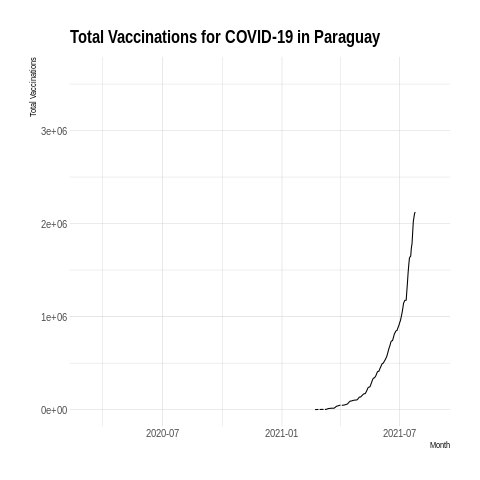 Total Vaccinations for COVID-19 in Paraguay
Total Vaccinations
3e+06
2e+06
1e+06
0e+00
2020-07
2021-01
2021-07
Month